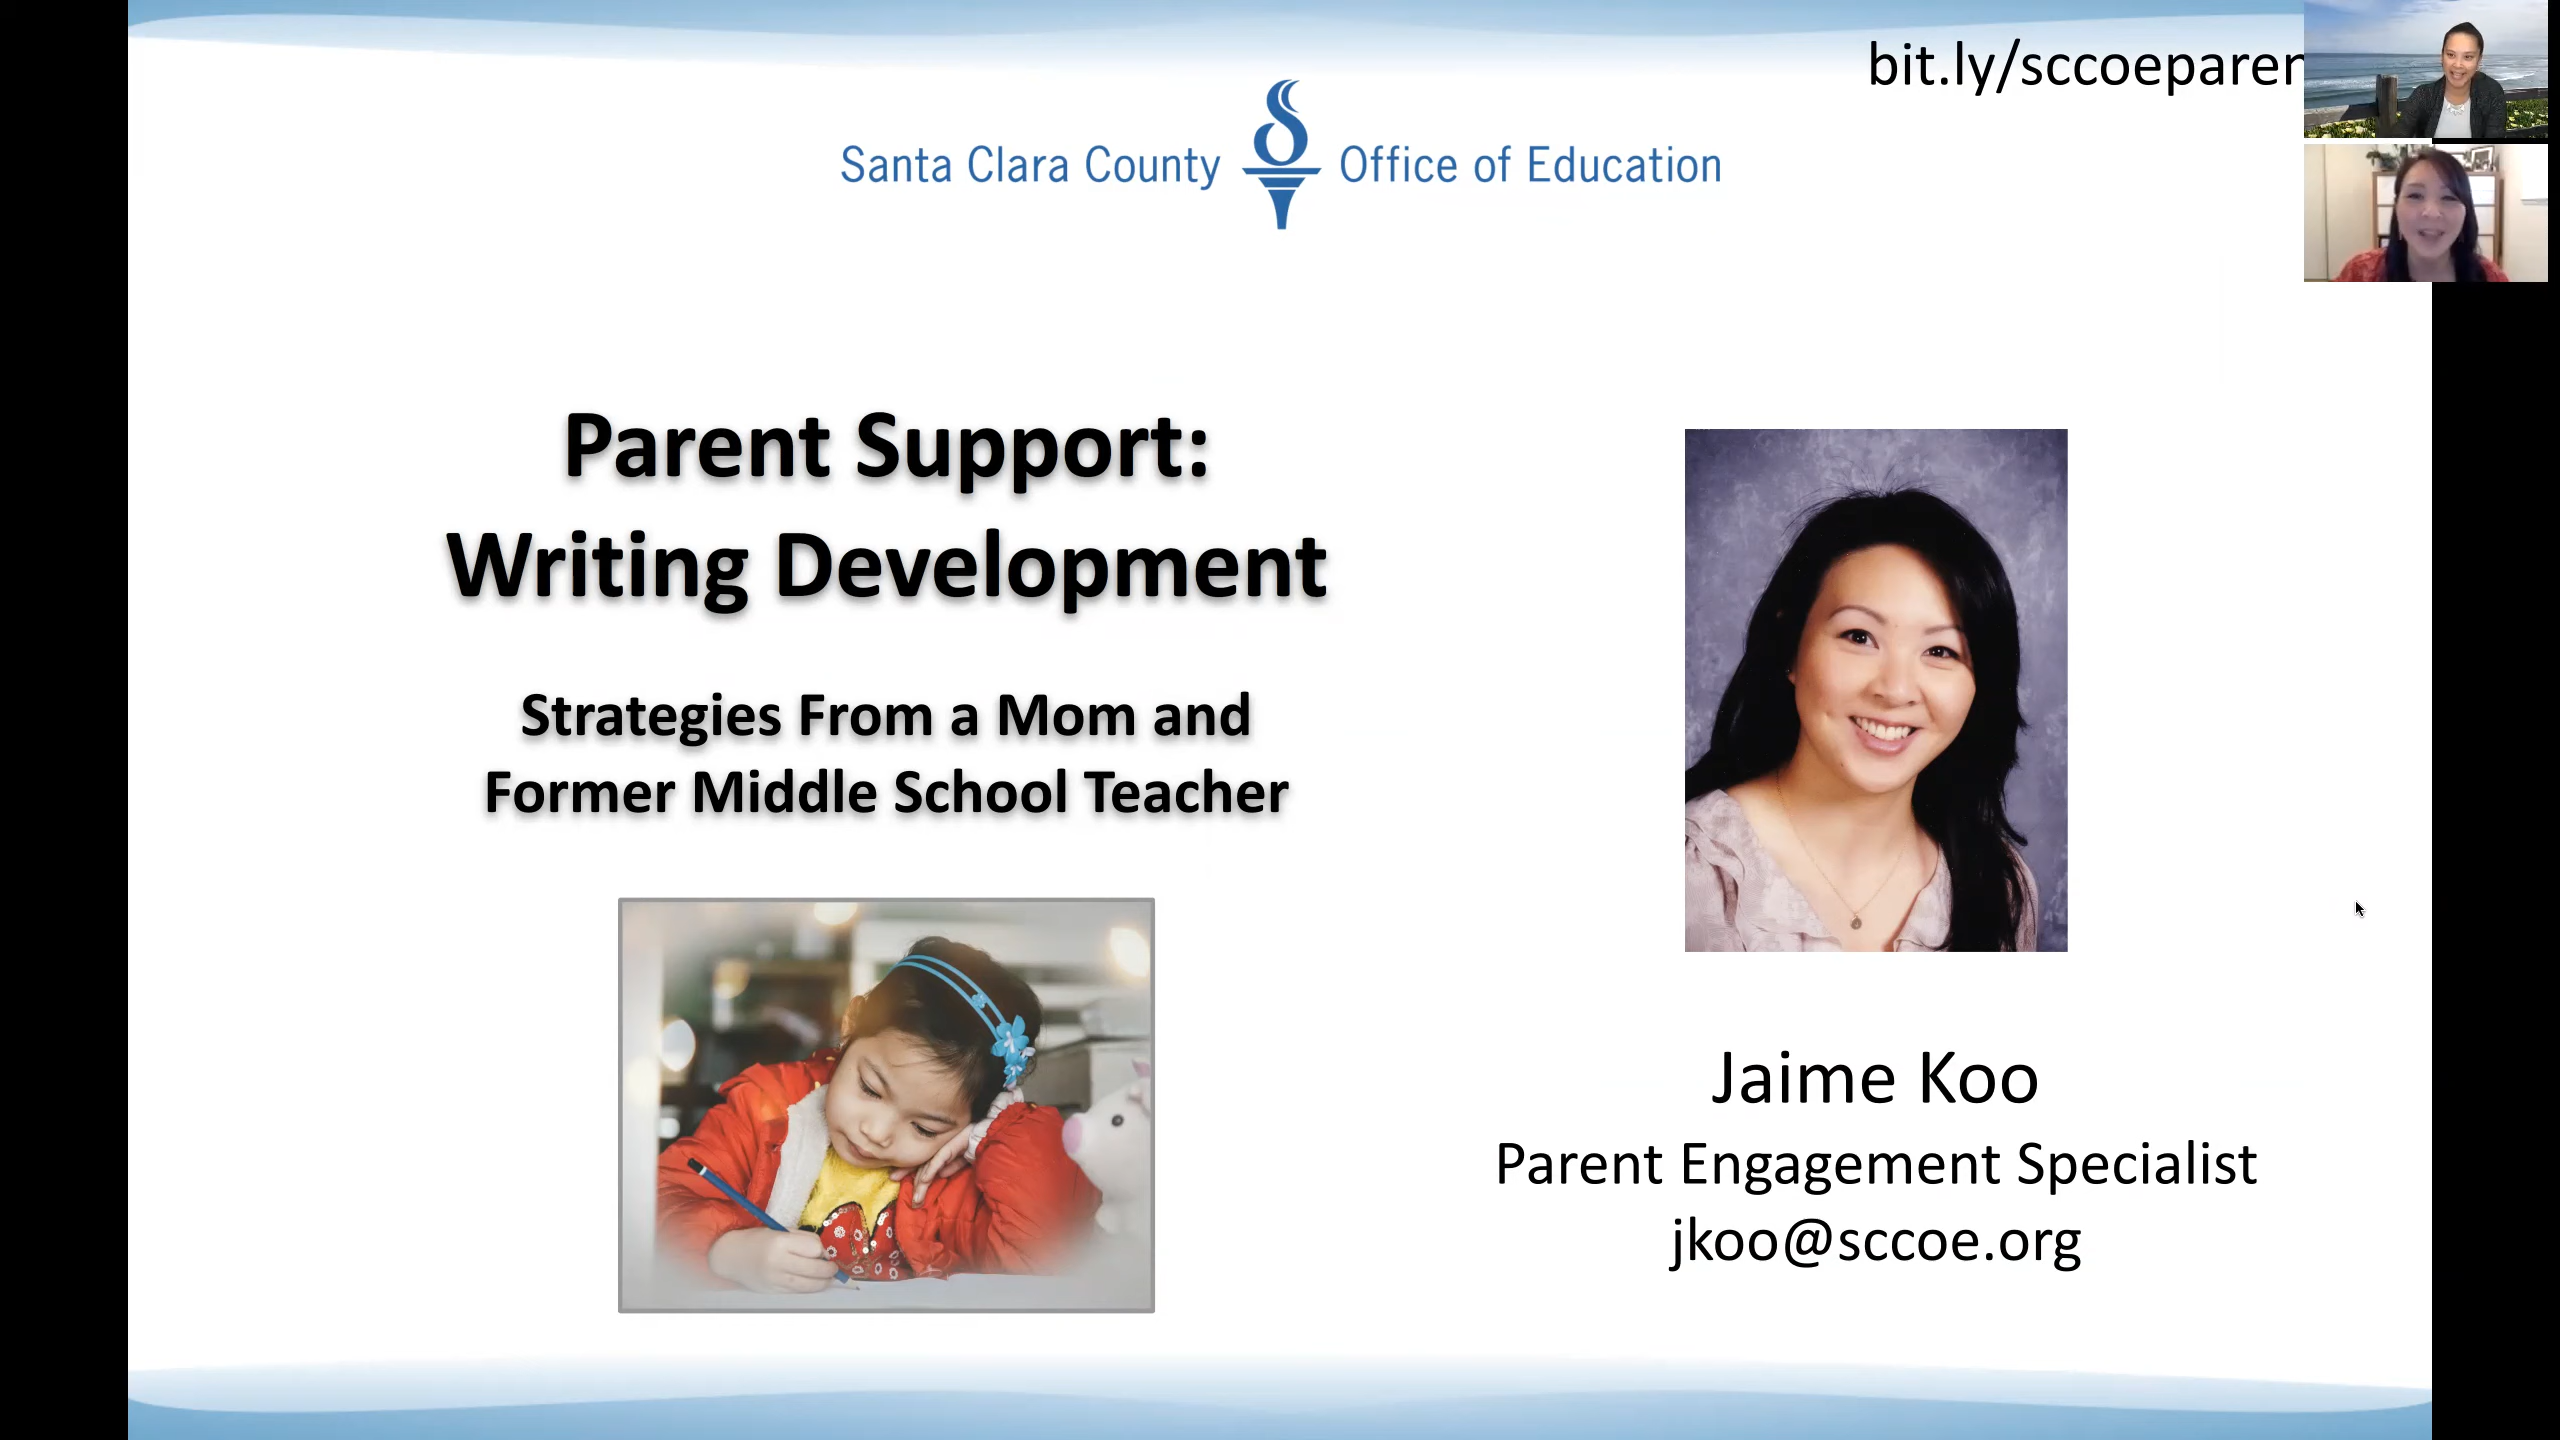 bit.ly/sccoeparen
Santa Clara County Office of Education
Parent Support:
Writing Development
Strategies From a Mom and
Former Middle School Teacher
Jaime Koo
Parent Engagement Specialist
jkoo@sccoe.org